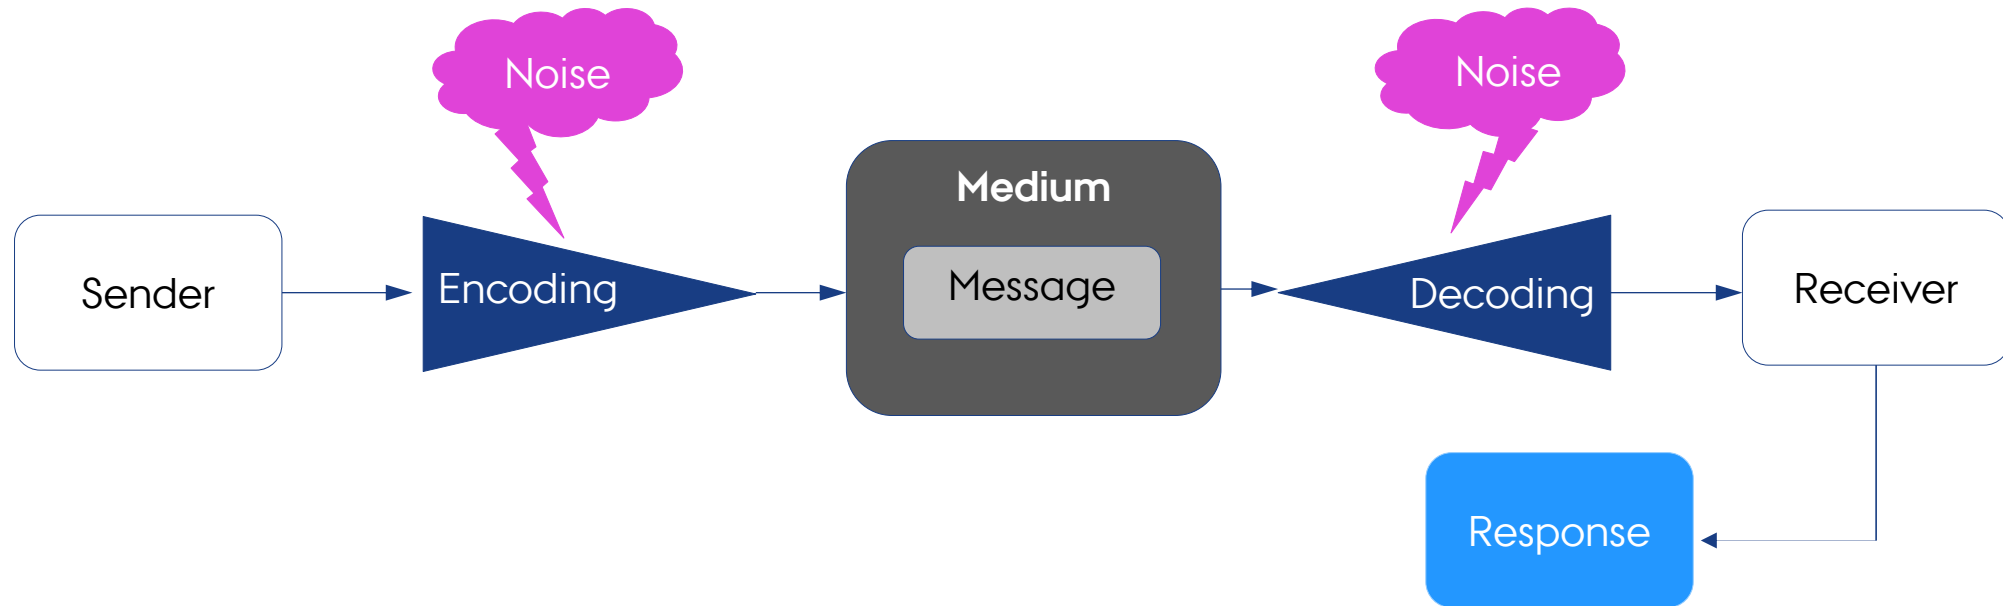 Noise
Noise
Medium
Sender
Encoding
Message
Decoding
Receiver
Response